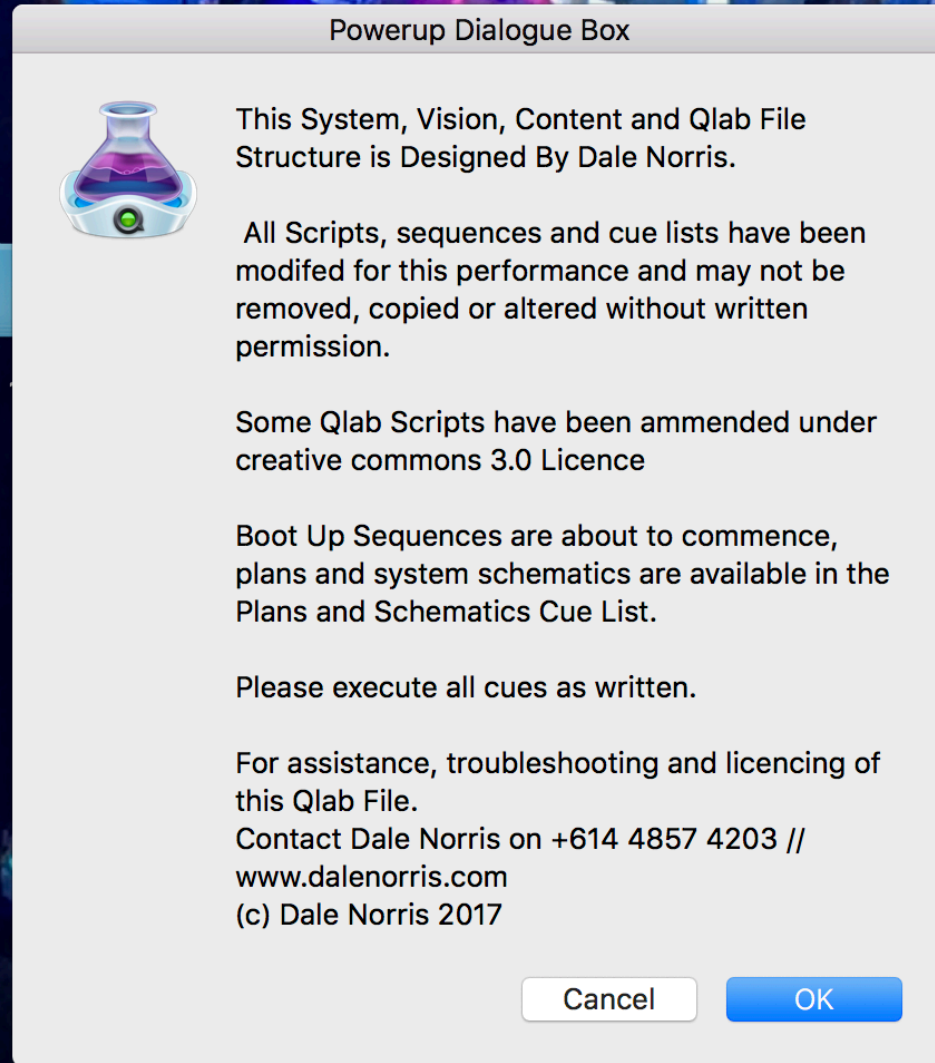 Powerup Dialogue Box
This System, Vision, Content and Qlab File
Structure is Designed By Dale Norris.
All Scripts, sequences and cue lists have been
modifed for this performance and may not be
removed, copied or altered without written
permission.
Some Qlab Scripts have been ammended under
creative commons 3.0 Licence
Boot Up Sequences are about to commence,
plans and system schematics are available in the
Plans and Schematics Cue List.
Please execute all cues as written.
For assistance, troubleshooting and licencing of
this Qlab File.
Contact Dale Norris on +614 4857 4203 //
www.dalenorris.com
(c) Dale Norris 2017
Cancel
OK